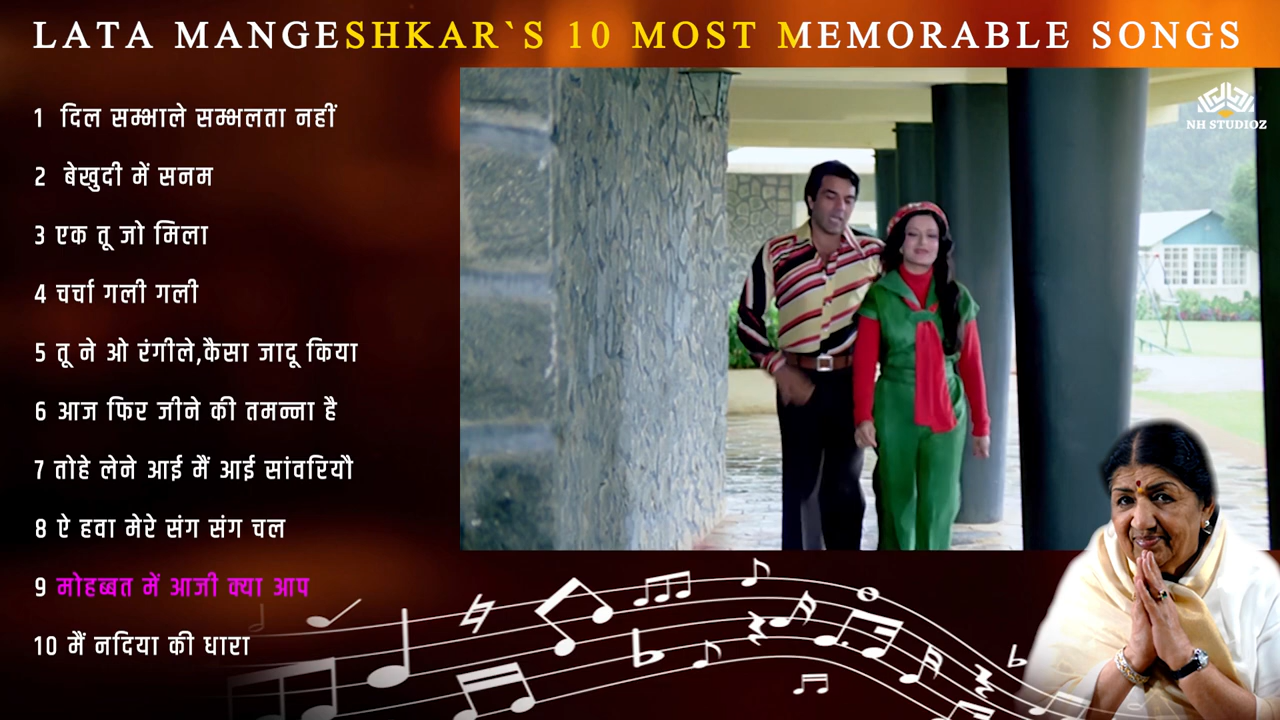 LATA MANGESHKAR`S 10 MOST MEMORABLE SONGS
1 दिल सम्भाले सम्भलता नहीं
2 बेखुदी में सनम
3 एक तू जो मिला
4 चर्चा गली गली
5 तू ने ओ रंगीले,कैसा जादू किया
6 आज फिर जीने की तमन्ना है
7 तोहे लेने आई मैं आई सांवरियौ
8 ऐ हवा मेरे संग संग चल
9 मोहब्बत में आजी क्या आप
10 मैं नदिया की धारा
NH STUDIOZ